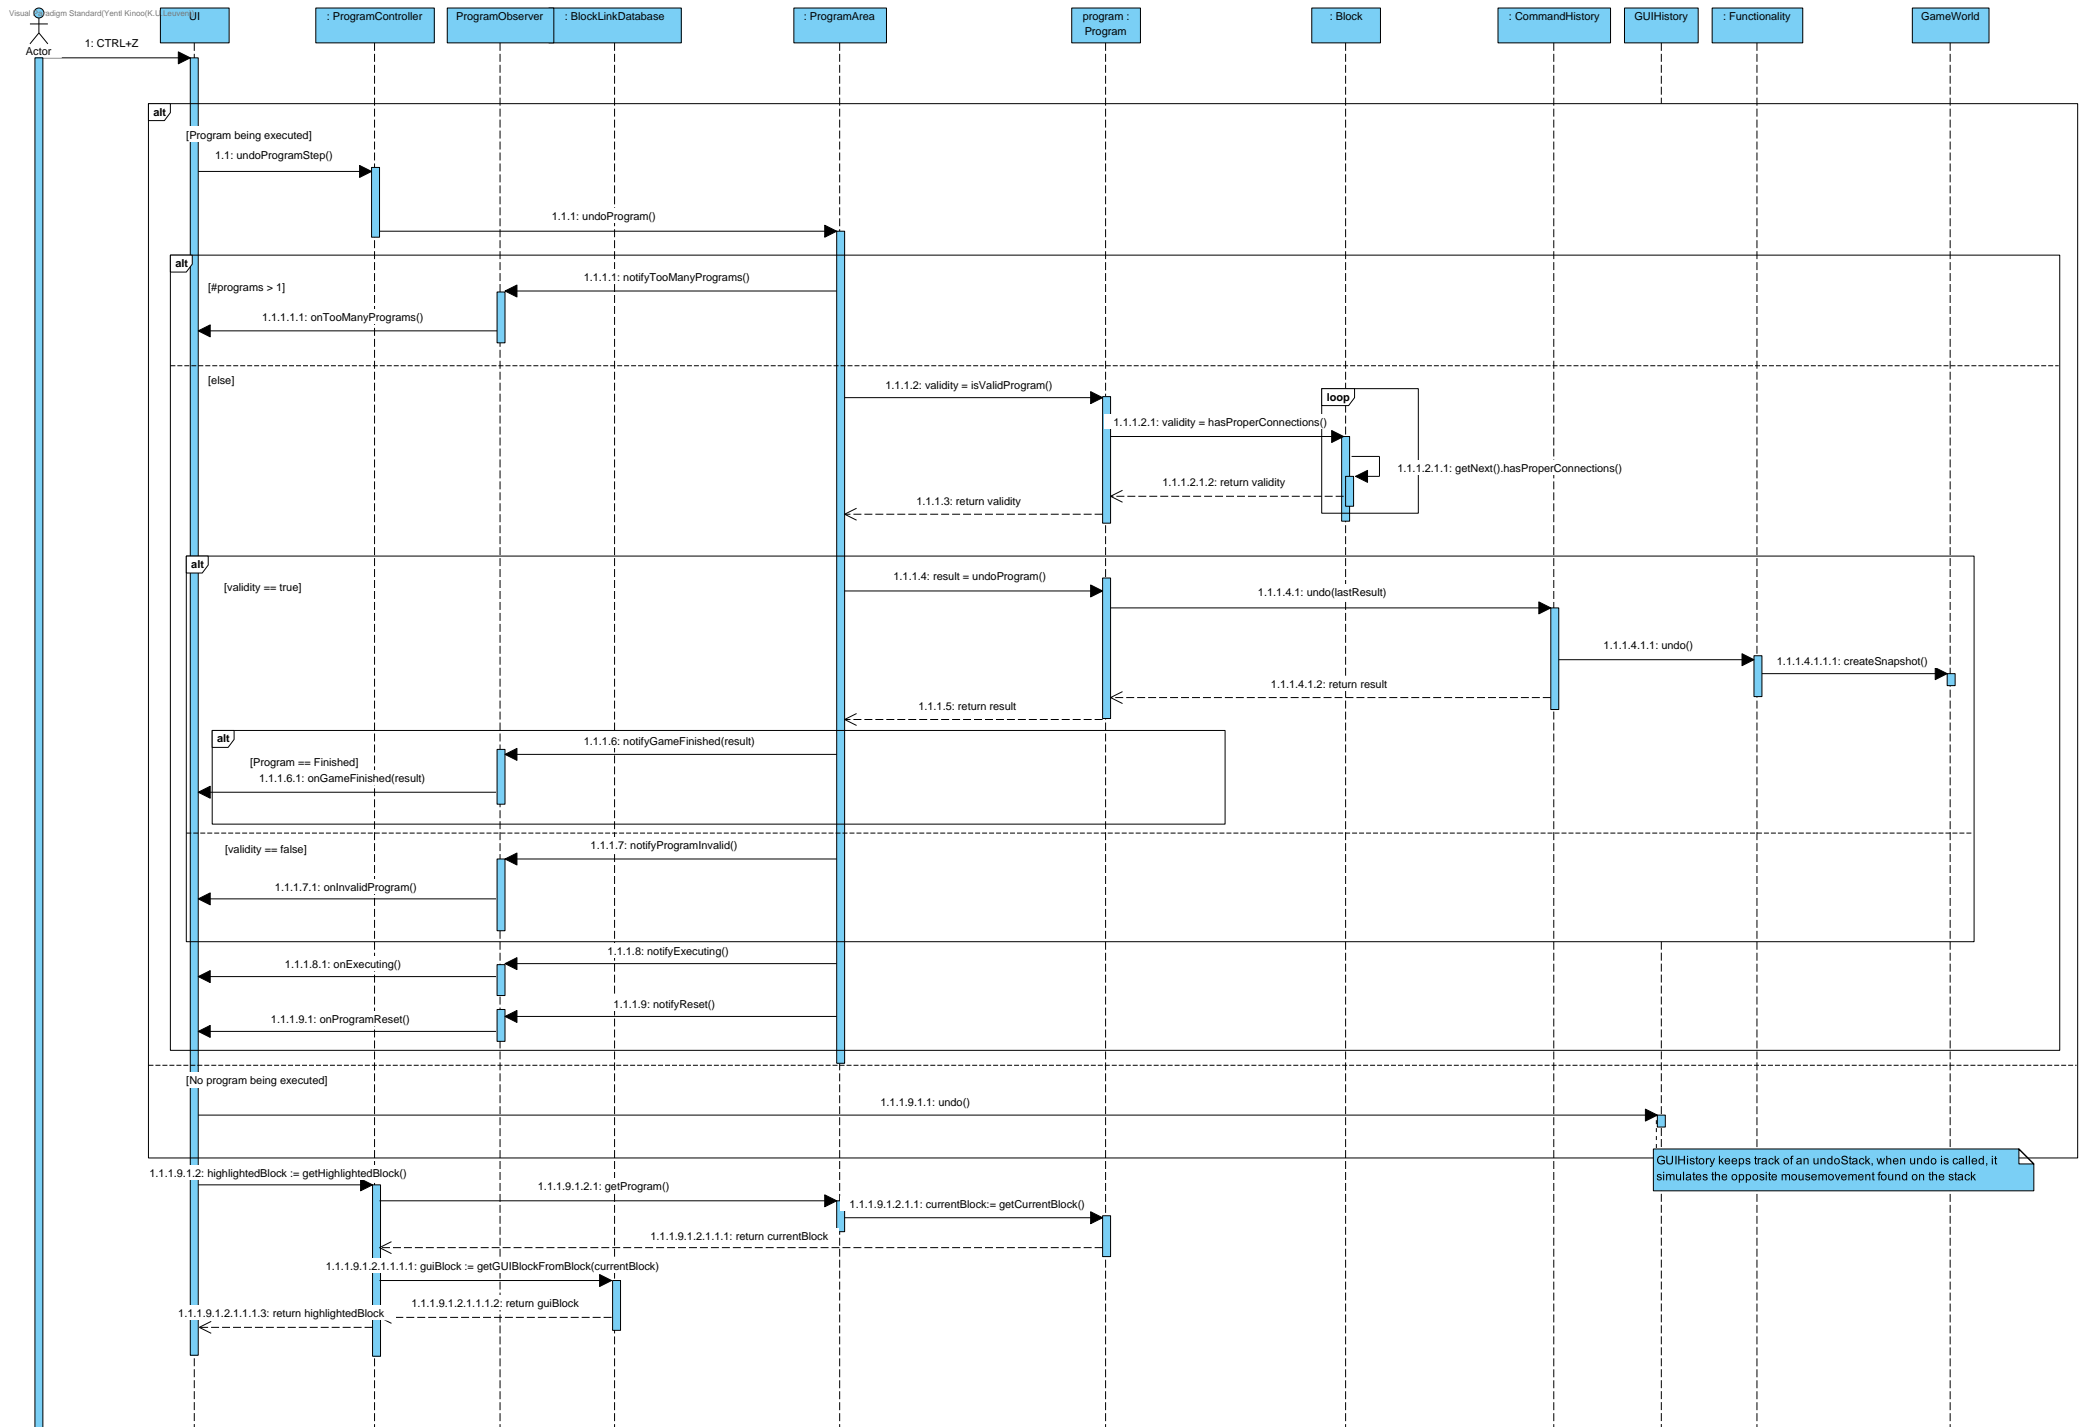 Visual Paradigm Standard(Yentl Kinoo(K.U.Leuven))
UI
: ProgramController
ProgramObserver
: BlockLinkDatabase
: ProgramArea
program :
Program
: Block
: CommandHistory
GUIHistory
: Functionality
GameWorld
Actor
1: CTRL+Z
alt
[Program being executed]
1.1: undoProgramStep()
1.1.1: undoProgram()
alt
[#programs > 1]
1.1.1.1: notifyTooManyPrograms()
1.1.1.1.1: onTooManyPrograms()
[else]
1.1.1.2: validity = isValidProgram()
loop
1.1.1.2.1: validity = hasProperConnections()
1.1.1.2.1.1: getNext().hasProperConnections()
1.1.1.2.1.2: return validity
1.1.1.3: return validity
alt
[validity == true]
1.1.1.4: result = undoProgram()
1.1.1.4.1: undo(lastResult)
1.1.1.4.1.1: undo()
1.1.1.4.1.1.1: createSnapshot()
1.1.1.4.1.2: return result
1.1.1.5: return result
alt
1.1.1.6: notifyGameFinished(result)
[Program == Finished]
1.1.1.6.1: onGameFinished(result)
[validity == false]
1.1.1.7: notifyProgramInvalid()
1.1.1.7.1: onInvalidProgram()
1.1.1.8: notifyExecuting()
1.1.1.8.1: onExecuting()
1.1.1.9: notifyReset()
1.1.1.9.1: onProgramReset()
[No program being executed]
1.1.1.9.1.1: undo()
GUIHistory keeps track of an undoStack, when undo is called, it
simulates the opposite mousemovement found on the stack
1.1.1.9.1.2: highlightedBlock := getHighlightedBlock()
1.1.1.9.1.2.1: getProgram()
1.1.1.9.1.2.1.1: currentBlock:= getCurrentBlock()
1.1.1.9.1.2.1.1.1: return currentBlock
1.1.1.9.1.2.1.1.1.1: guiBlock := getGUIBlockFromBlock(currentBlock)
1.1.1.9.1.2.1.1.1.2: return guiBlock
1.1.1.9.1.2.1.1.1.3: return highlightedBlock